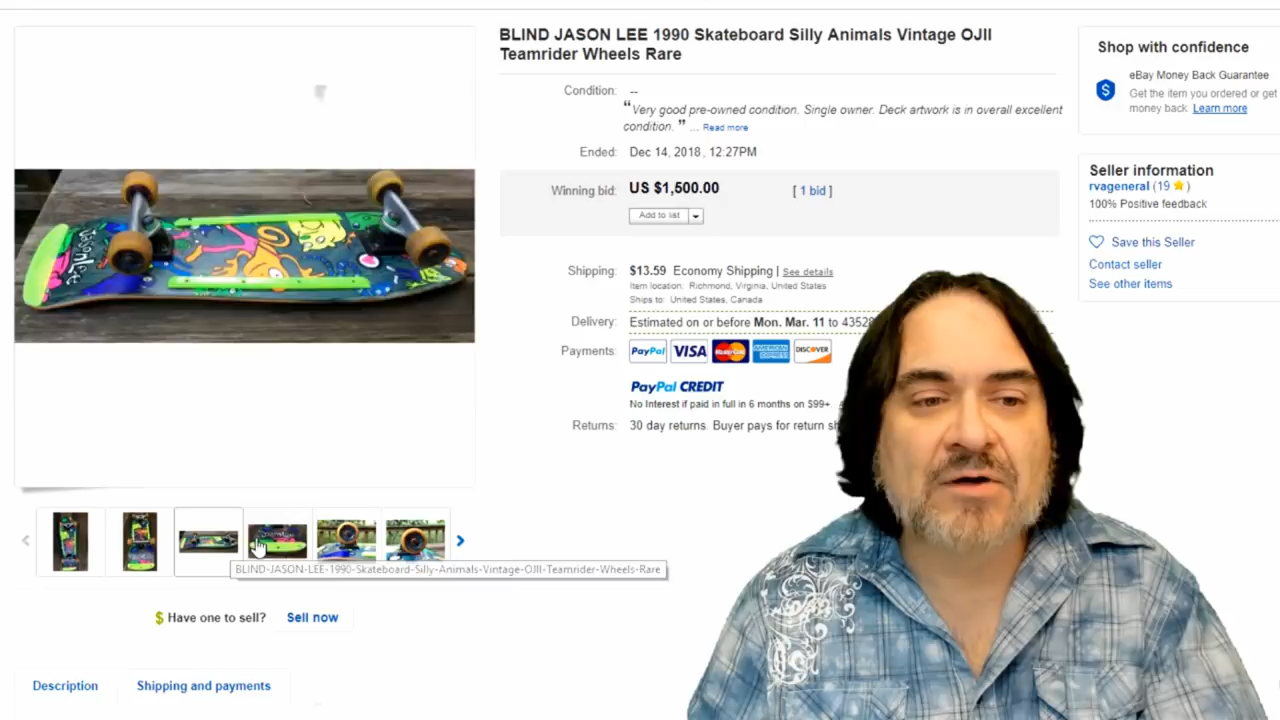 BLIND JASON LEE 1990 Skateboard Silly Animals Vintage OJII
Teamrider Wheels Rare
Condition: --
“Very good pre-owned condition. Single owner. Deck artwork is in overall excellent
condition. ” ... Read more
Ended: Dec 14, 2018 , 12:27PM
Winning bid: US $1,500.00 [ 1 bid ]
Add to list
Shipping: $13.59 Economy Shipping | See details
Item location: Richmond, Virginia, United States
Ships to: United States, Canada
Delivery: Estimated on or before Mon. Mar. 11 to 43528
Payments: PayPal VISA MasterCard AMERICAN EXPRESS DISCOVER
PayPal CREDIT
No Interest if paid in full in 6 months on $99+.
Returns: 30 day returns. Buyer pays for return sh
Shop with confidence
eBay Money Back Guarantee
Get the item you ordered or get
money back. Learn more
Seller information
rvageneral (19 )
100% Positive feedback
Save this Seller
Contact seller
See other items
JasonLee
BLIND-JASON-LEE-1990-Skateboard-Silly-Animals-Vintage-OJII-Teamrider-Wheels-Rare
$ Have one to sell? Sell now
Description Shipping and payments